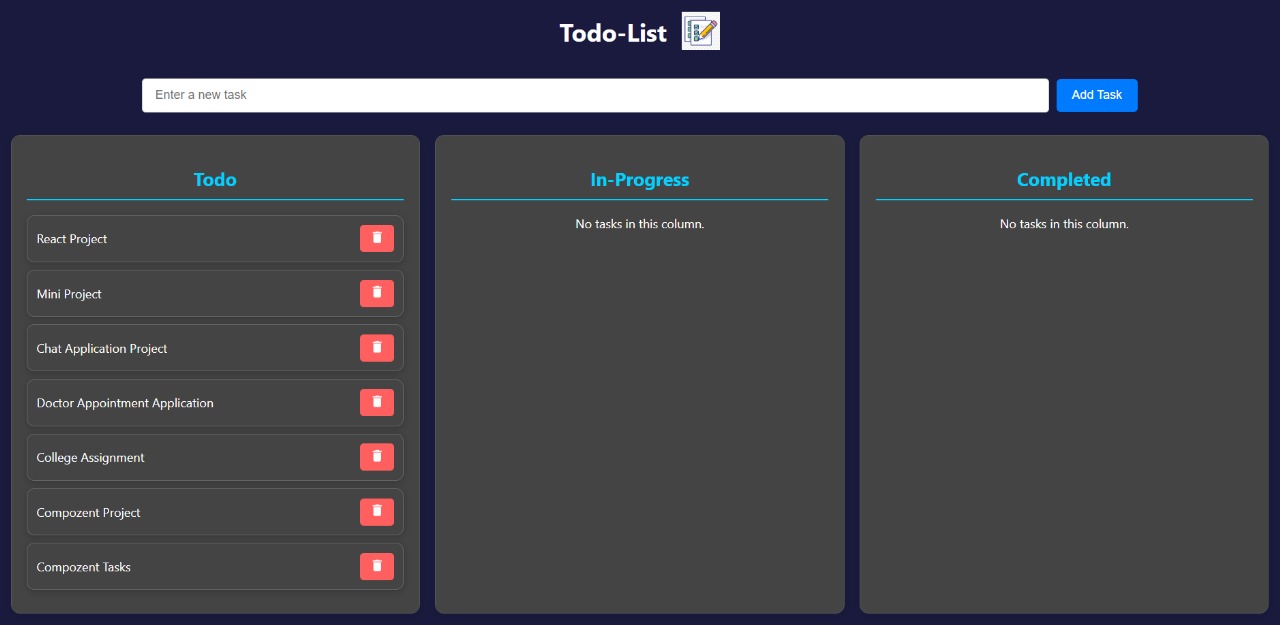 Todo-List
Enter a new task
Add Task
Todo
React Project
Mini Project
Chat Application Project
Doctor Appointment Application
College Assignment
Compozent Project
Compozent Tasks
In-Progress
No tasks in this column.
Completed
No tasks in this column.